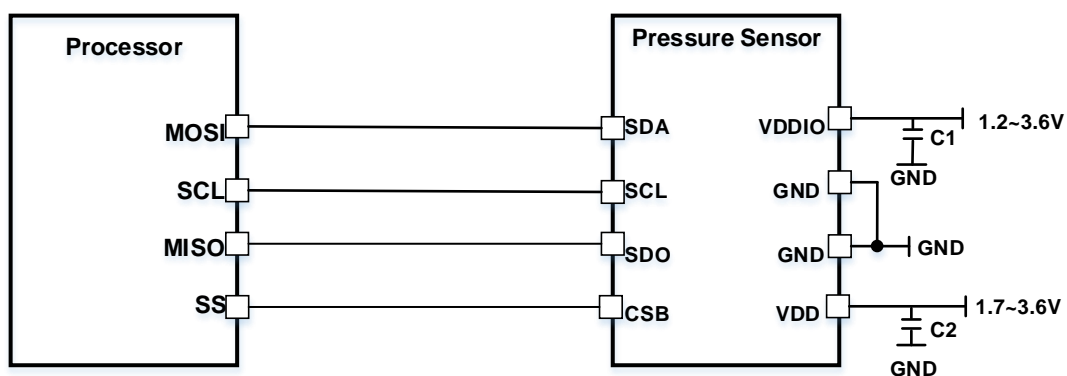 Processor
MOSI
SCL
MISO
SS
Pressure Sensor
SDA
SCL
SDO
CSB
VDDIO
GND
GND
VDD
1.2~3.6V
C1
GND
GND
1.7~3.6V
C2
GND